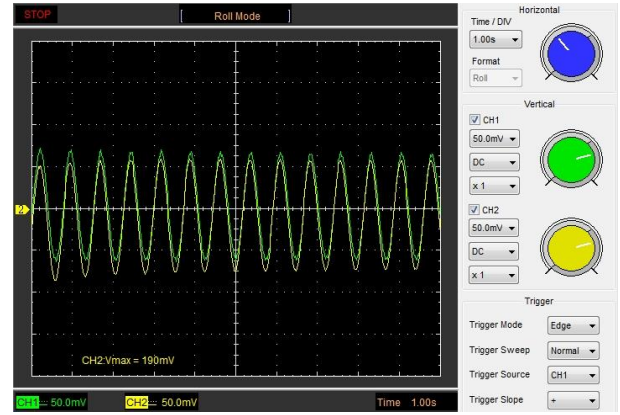 STOP
[ Roll Mode ]
2
CH2:Vmax = 190mV
CH1 50.0mV CH2 50.0mV Time 1.00s
Horizontal
Time / DIV
1.00s
Format
Roll
Vertical
CH1
50.0mV
DC
x 1
CH2
50.0mV
DC
x 1
Trigger
Trigger Mode Edge
Trigger Sweep Normal
Trigger Source CH1
Trigger Slope +